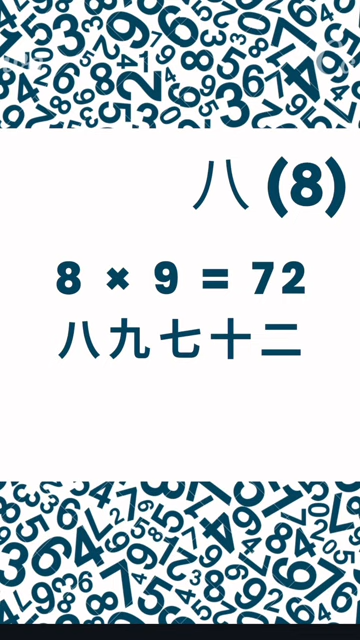 八 (8)
8 × 9 = 72
八九七十二